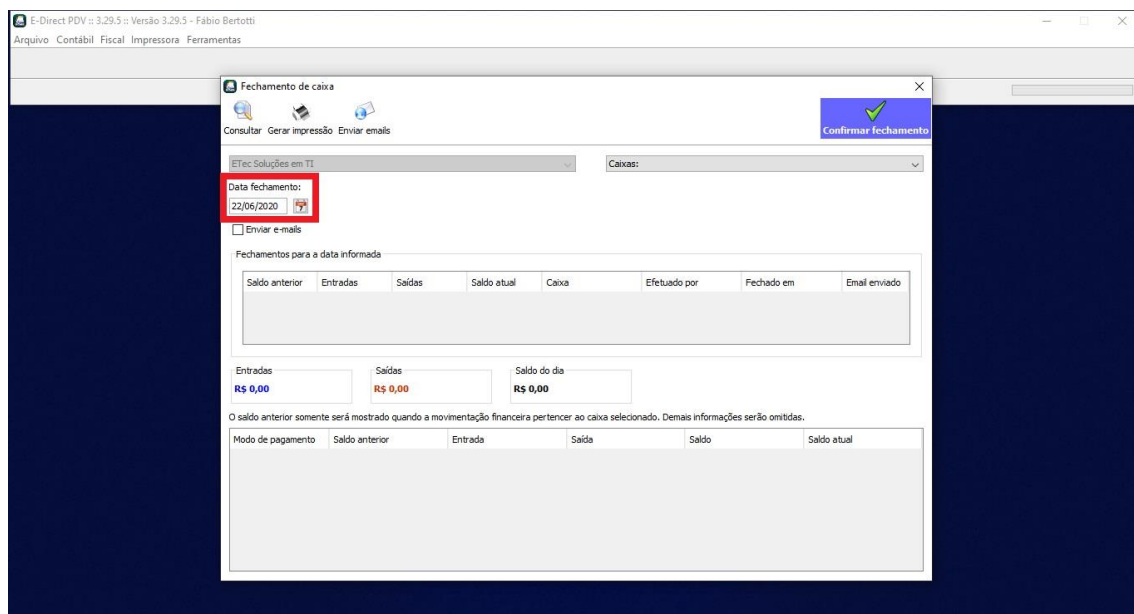 E-Direct PDV :: 3.29.5 :: Versão 3.29.5 - Fábio Bertotti
Arquivo Contábil Fiscal Impressora Ferramentas
Fechamento de caixa
Consultar Gerar impressão Enviar emails
Confirmar fechamento
ETec Soluções em TI Caixas:
Data fechamento:
22/06/2020
Enviar e-mails
Fechamentos para a data informada
Saldo anterior Entradas Saídas Saldo atual Caixa Efetuado por Fechado em Email enviado
Entradas Saídas Saldo do dia
R$ 0,00 R$ 0,00 R$ 0,00
O saldo anterior somente será mostrado quando a movimentação financeira pertencer ao caixa selecionado. Demais informações serão omitidas.
Modo de pagamento Saldo anterior Entrada Saída Saldo Saldo atual